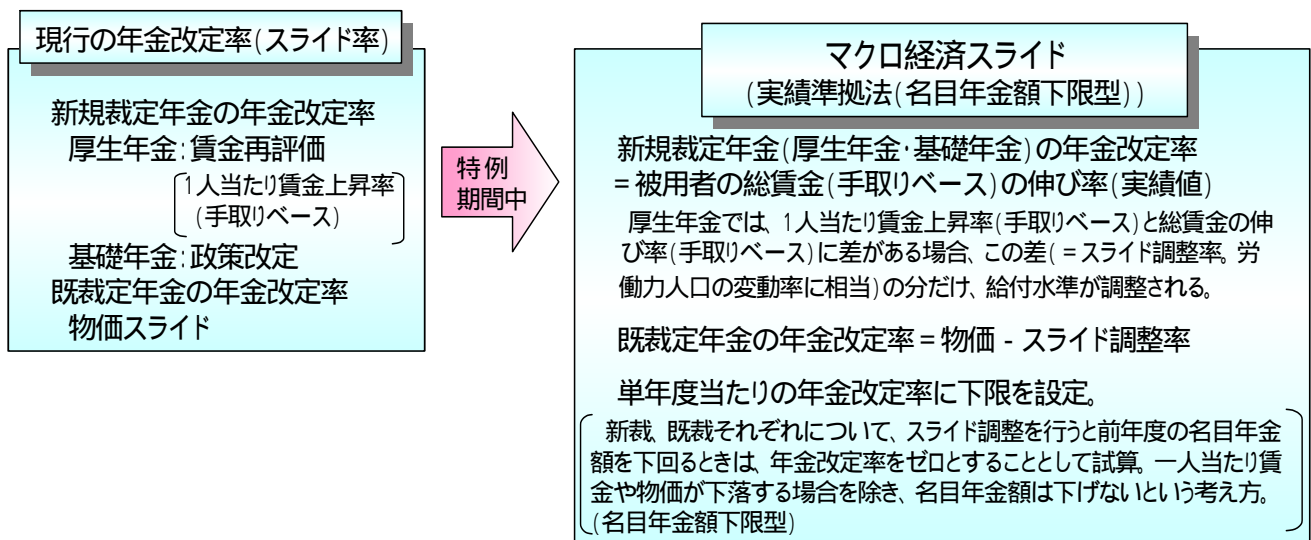 現行の年金改定率(スライド率)
新規裁定年金の年金改定率
厚生年金:賃金再評価
1人当たり賃金上昇率
(手取りベース)
基礎年金:政策改定
既裁定年金の年金改定率
物価スライド
特例
期間中
マクロ経済スライド
(実績準拠法(名目年金額下限型))
新規裁定年金(厚生年金・基礎年金)の年金改定率
=被用者の総賃金(手取りベース)の伸び率(実績値)
厚生年金では、1人当たり賃金上昇率(手取りベース)と総賃金の伸
び率(手取りベース)に差がある場合、この差(=スライド調整率。労
働力人口の変動率に相当)の分だけ、給付水準が調整される。
既裁定年金の年金改定率=物価 - スライド調整率
単年度当たりの年金改定率に下限を設定。
新裁、既裁それぞれについて、スライド調整を行うと前年度の名目年金
額を下回るときは、年金改定率をゼロとすることとして試算。一人当たり賃
金や物価が下落する場合を除き、名目年金額は下げないという考え方。
(名目年金額下限型)